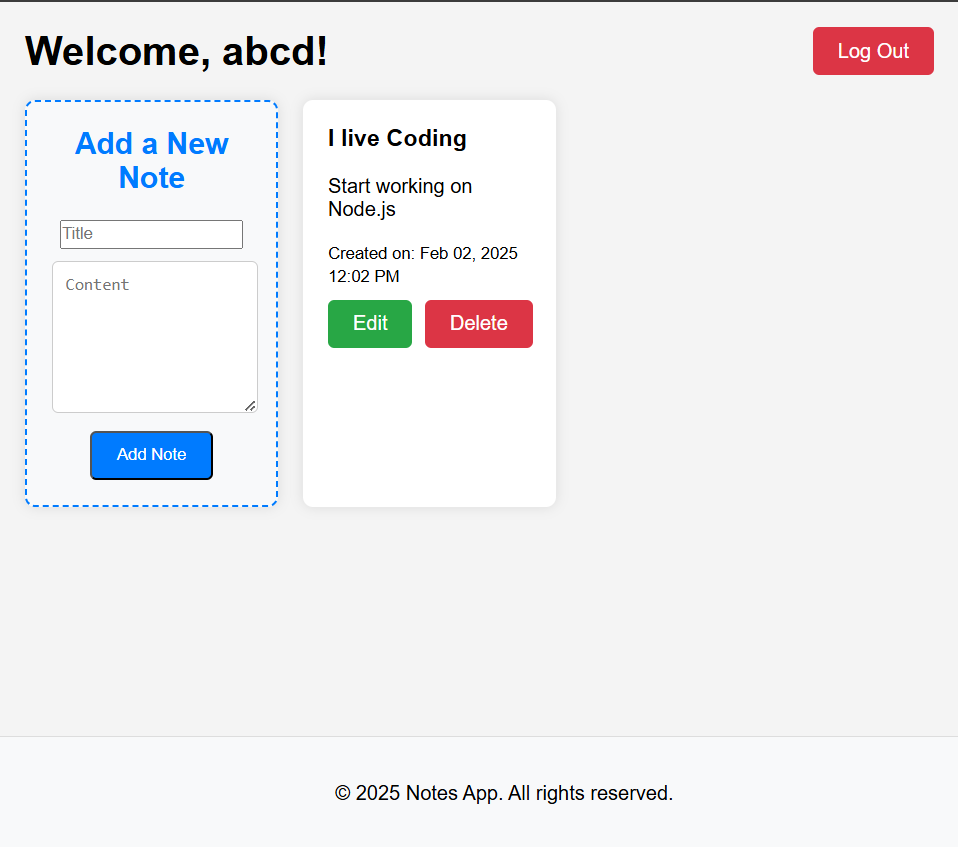 Welcome, abcd!
Log Out
Add a New
Note
Title
Content
Add Note
I live Coding
Start working on
Node.js
Created on: Feb 02, 2025
12:02 PM
Edit
Delete
© 2025 Notes App. All rights reserved.